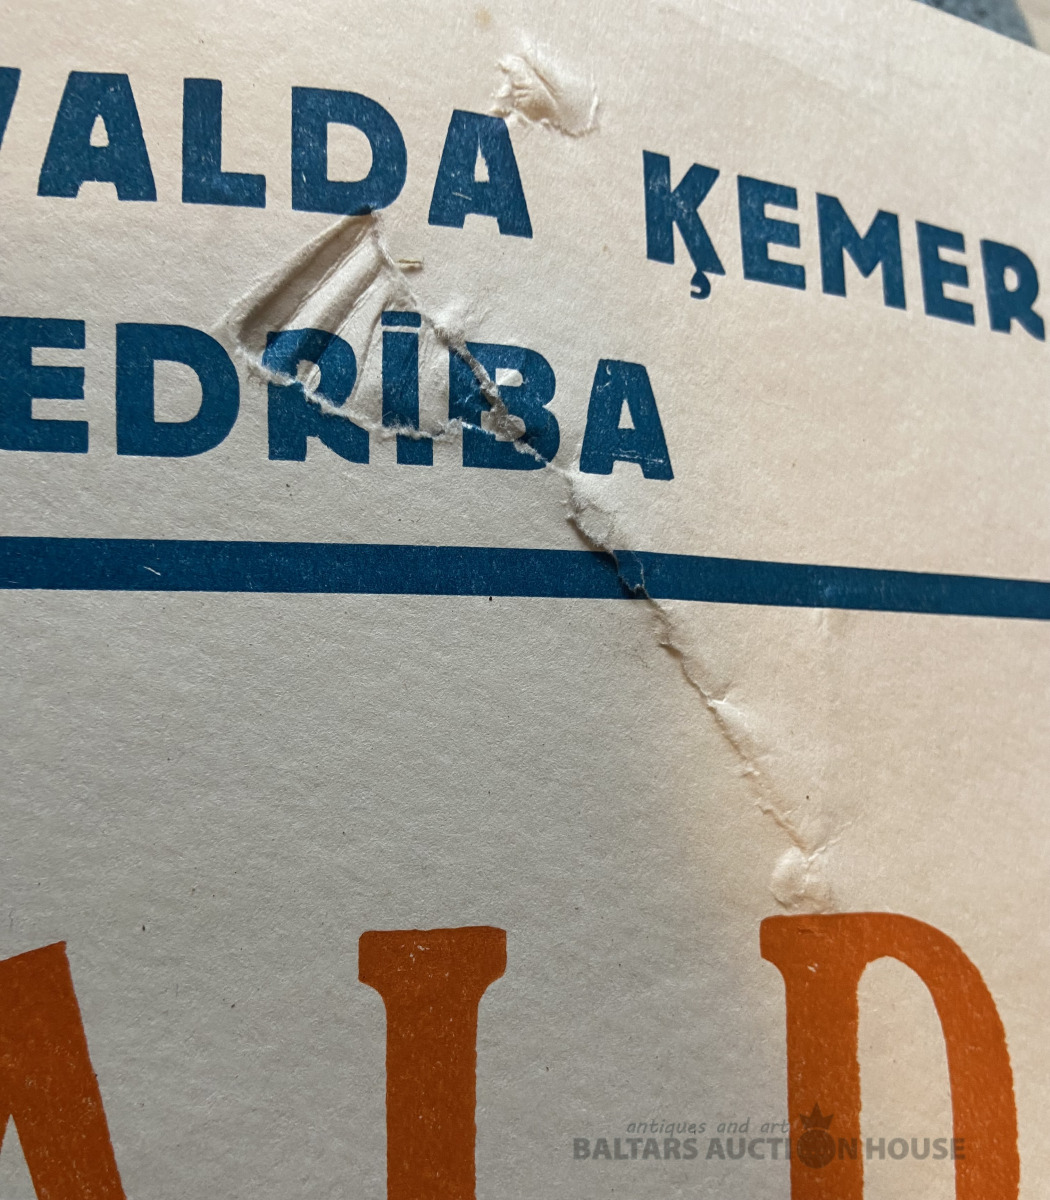 VALDA ĶEMER
EDRĪBA
antiques and art
BALTARS AUCTION HOUSE